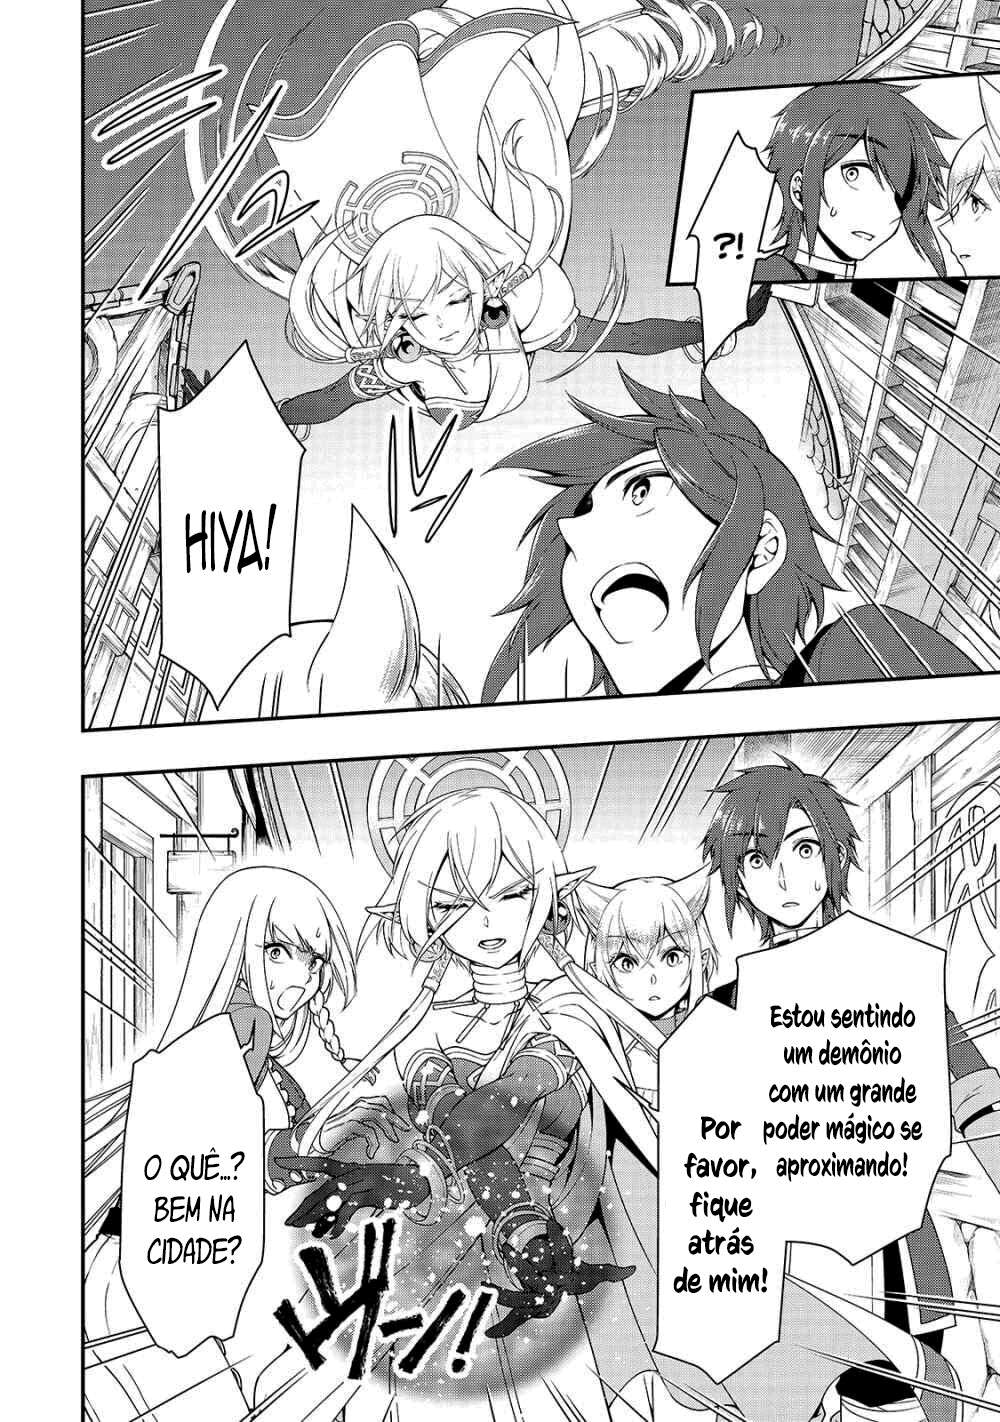 ?!
HIYA!
Estou sentindo
um demônio
com um grande
poder mágico se
aproximando!
Por
favor,
fique
atrás
de mim!
O QUÊ...?
BEM NA
CIDADE?